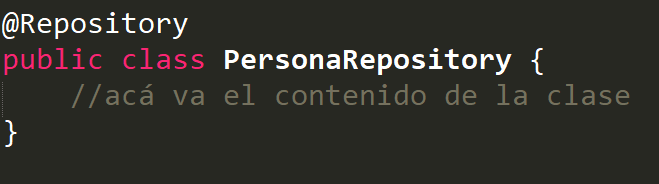 @Repository
public class PersonaRepository {
//acá va el contenido de la clase
}